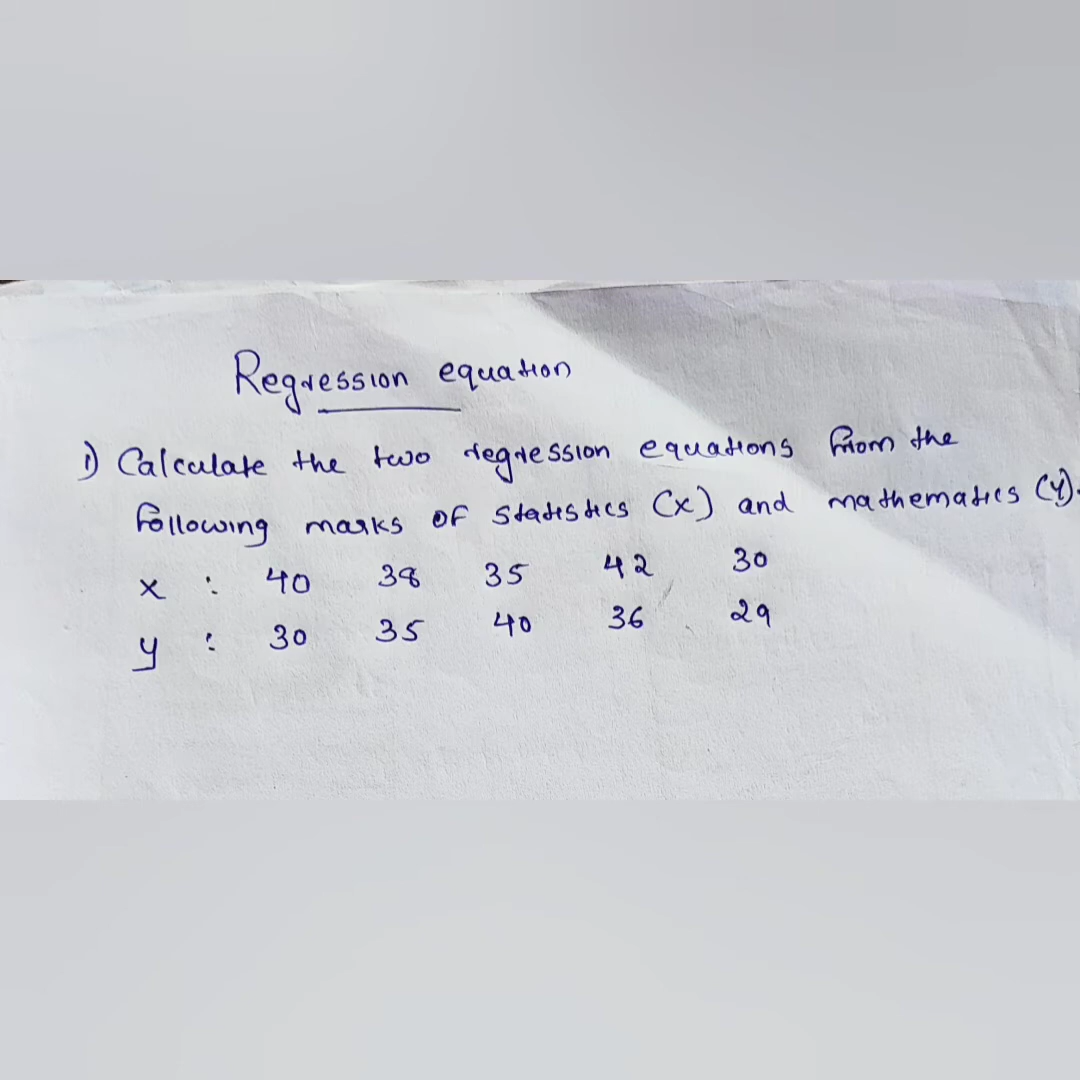 Regression equation
1) Calculate the two regression equations from the
following marks of statistics (x) and mathematics (y).
x : 40 38 35 42 30
y : 30 35 40 36 29